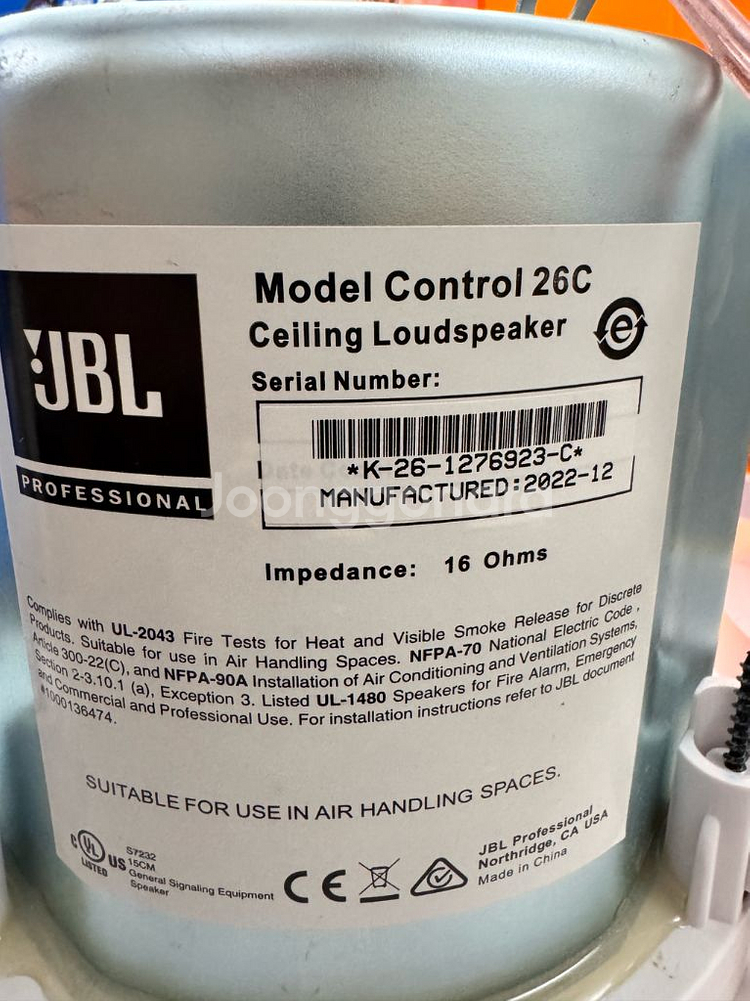 Model Control 26C
Ceiling Loudspeaker
e
Serial Number:
JBL
PROFESSIONAL
*K-26-1276923-C*
MANUFACTURED:2022-12
Joonggonara
Impedance: 16 Ohms
Complies with UL-2043 Fire Tests for Heat and Visible Smoke Release for Discrete
Products. Suitable for use in Air Handling Spaces. NFPA-70 National Electric Code,
Article 300-22(C), and NFPA-90A Installation of Air Conditioning and Ventilation Systems,
Section 2-3.10.1 (a), Exception 3. Listed UL-1480 Speakers for Fire Alarm, Emergency
and Commercial and Professional Use. For installation instructions refer to JBL document
#1000136474.
SUITABLE FOR USE IN AIR HANDLING SPACES.
C UL US
LISTED
S7232
15CM
General Signaling Equipment
Speaker
CE
JBL Professional
Northridge, CA USA
Made in China